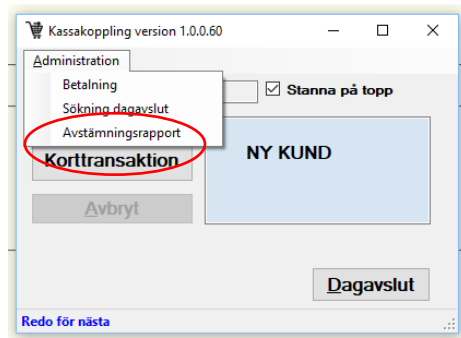 Kassakoppling version 1.0.0.60
Administration
Betalning
Stanna på topp
Sökning dagavslut
Avstämningsrapport
Korttransaktion
NY KUND
Avbryt
Dagavslut
Redo för nästa